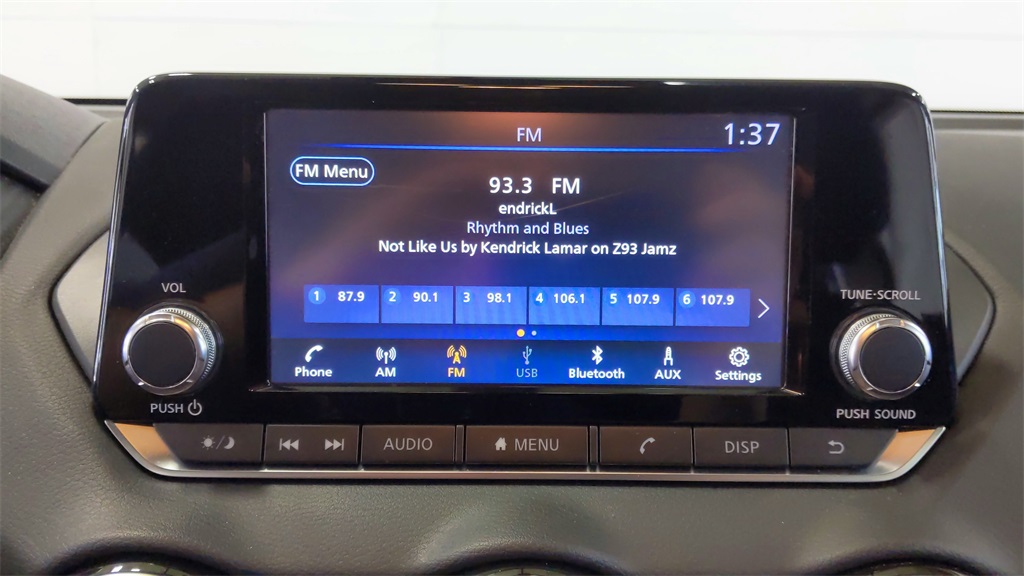 FM
1:37
FM Menu
93.3 FM
endrickL
Rhythm and Blues
Not Like Us by Kendrick Lamar on Z93 Jamz
VOL
TUNE·SCROLL
1 87.9
2 90.1
3 98.1
4 106.1
5 107.9
6 107.9
Phone
AM
FM
USB
Bluetooth
AUX
Settings
PUSH
PUSH SOUND
AUDIO
MENU
DISP